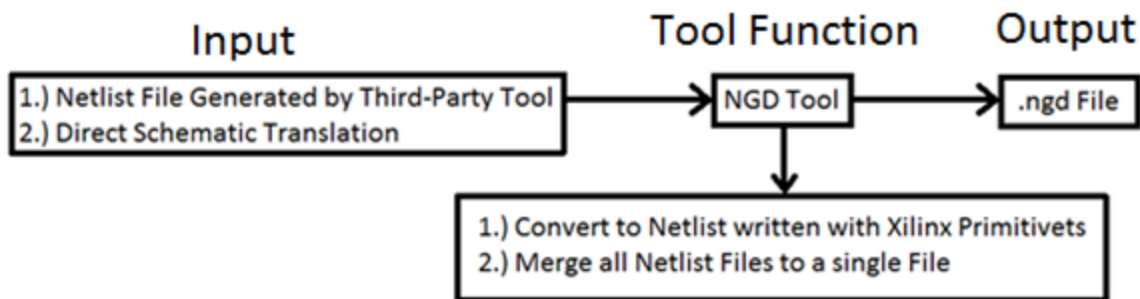 Input
Tool Function
Output
1.) Netlist File Generated by Third-Party Tool
2.) Direct Schematic Translation
NGD Tool
.ngd File
1.) Convert to Netlist written with Xilinx Primitivets
2.) Merge all Netlist Files to a single File